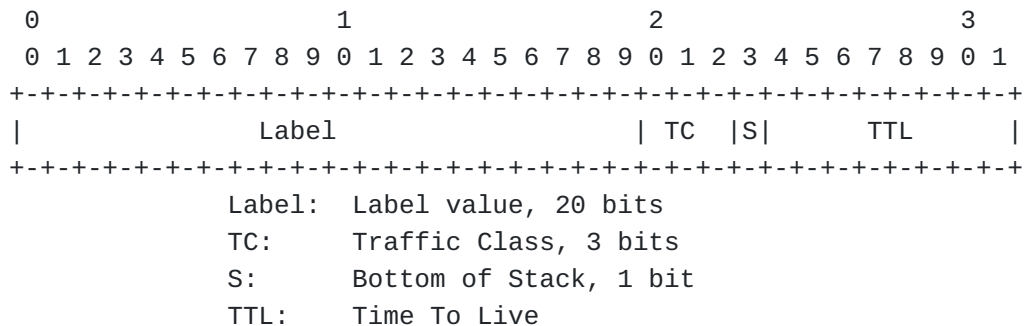 0                   1                   2                   3
 0 1 2 3 4 5 6 7 8 9 0 1 2 3 4 5 6 7 8 9 0 1 2 3 4 5 6 7 8 9 0 1
+-+-+-+-+-+-+-+-+-+-+-+-+-+-+-+-+-+-+-+-+-+-+-+-+-+-+-+-+-+-+-+-+
|               Label                   | TC  |S|      TTL      |
+-+-+-+-+-+-+-+-+-+-+-+-+-+-+-+-+-+-+-+-+-+-+-+-+-+-+-+-+-+-+-+-+
              Label:  Label value, 20 bits
              TC:     Traffic Class, 3 bits
              S:      Bottom of Stack, 1 bit
              TTL:    Time To Live